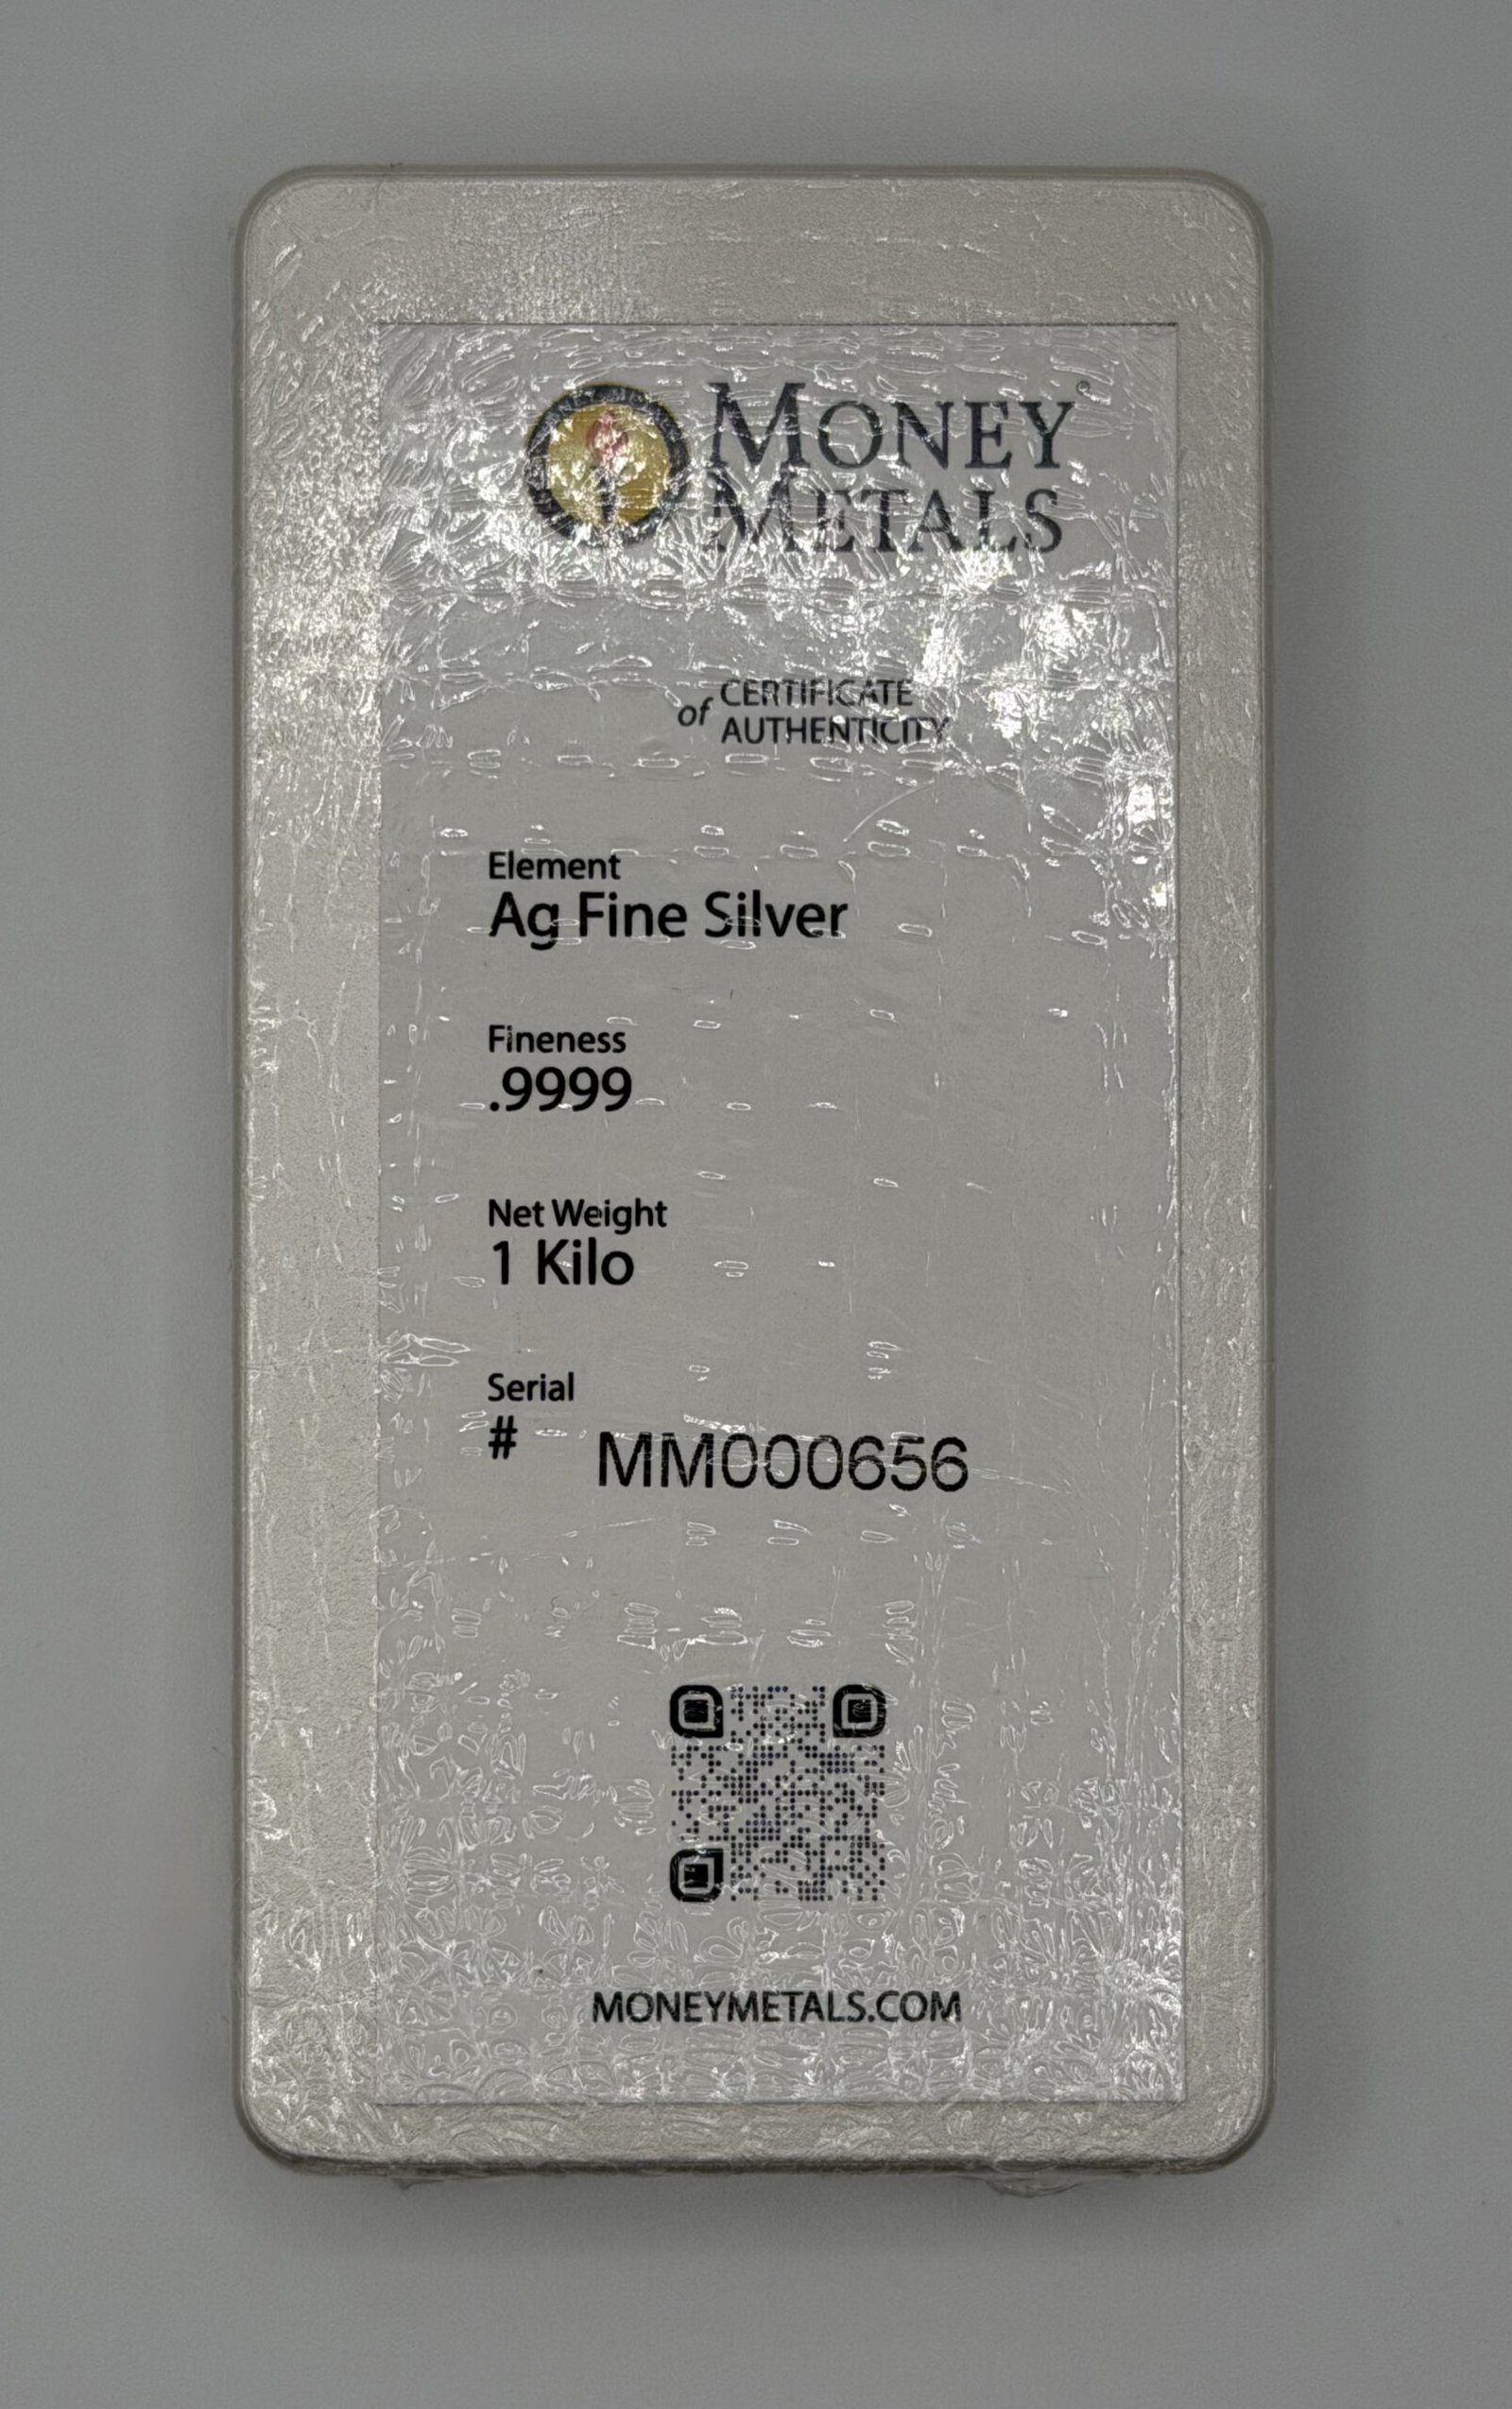 MONEY®
METALS
of CERTIFICATE
AUTHENTICITY
Element
Ag Fine Silver
Fineness
.9999
Net Weight
1 Kilo
Serial
# MM000656
MONEYMETALS.COM